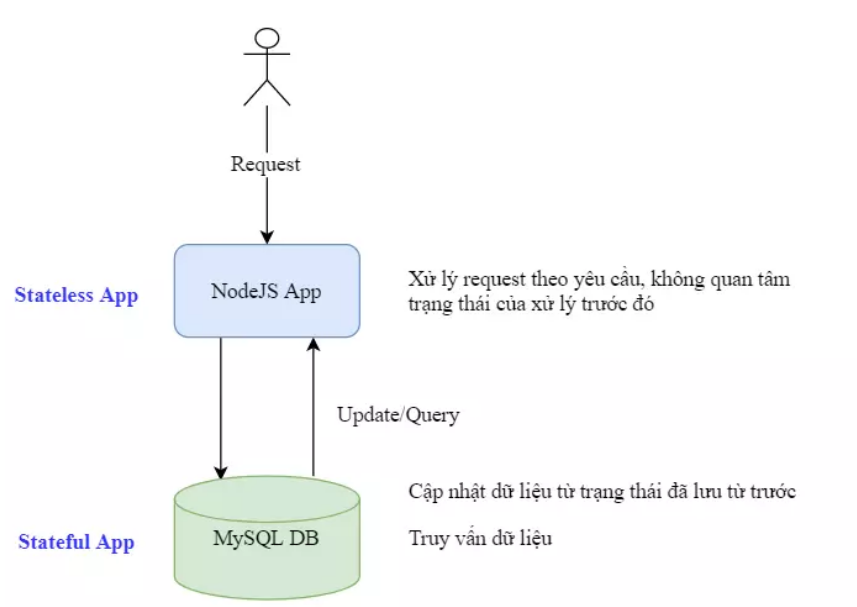 Request
Stateless App
NodeJS App
Xử lý request theo yêu cầu, không quan tâm
trạng thái của xử lý trước đó
Update/Query
Cập nhật dữ liệu từ trạng thái đã lưu từ trước
Stateful App
MySQL DB
Truy vấn dữ liệu